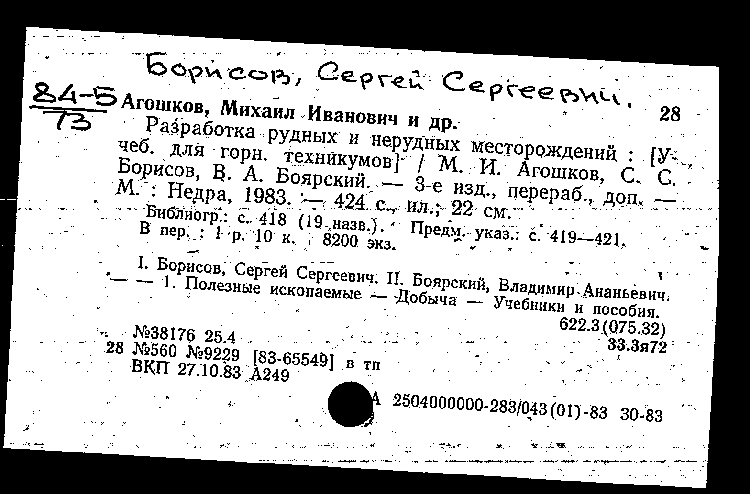 Борисов, Сергей Сергеевич.
84-5
73
28
Агошков, Михаил Иванович и др.
Разработка рудных и нерудных месторождений : [У-
чеб. для горн. техникумов] / М. И. Агошков, С. С.
Борисов, В. А. Боярский. — 3-е изд., перераб., доп. —
М. : Недра, 1983. — 424 с., ил.; 22 см.
Библиогр.: с. 418 (19 назв.). Предм. указ.: с. 419—421.
В пер. : 1 р. 10 к. , 8200 экз.
I. Борисов, Сергей Сергеевич. II. Боярский, Владимир Ананьевич.
— — 1. Полезные ископаемые — Добыча — Учебники и пособия.
622.3(075.32)
33.3я72
№38176 25.4
28 №560 №9229 [83-65549] в тп
ВКП 27.10.83 А249
А 2504000000-283/043(01)-83 30-83